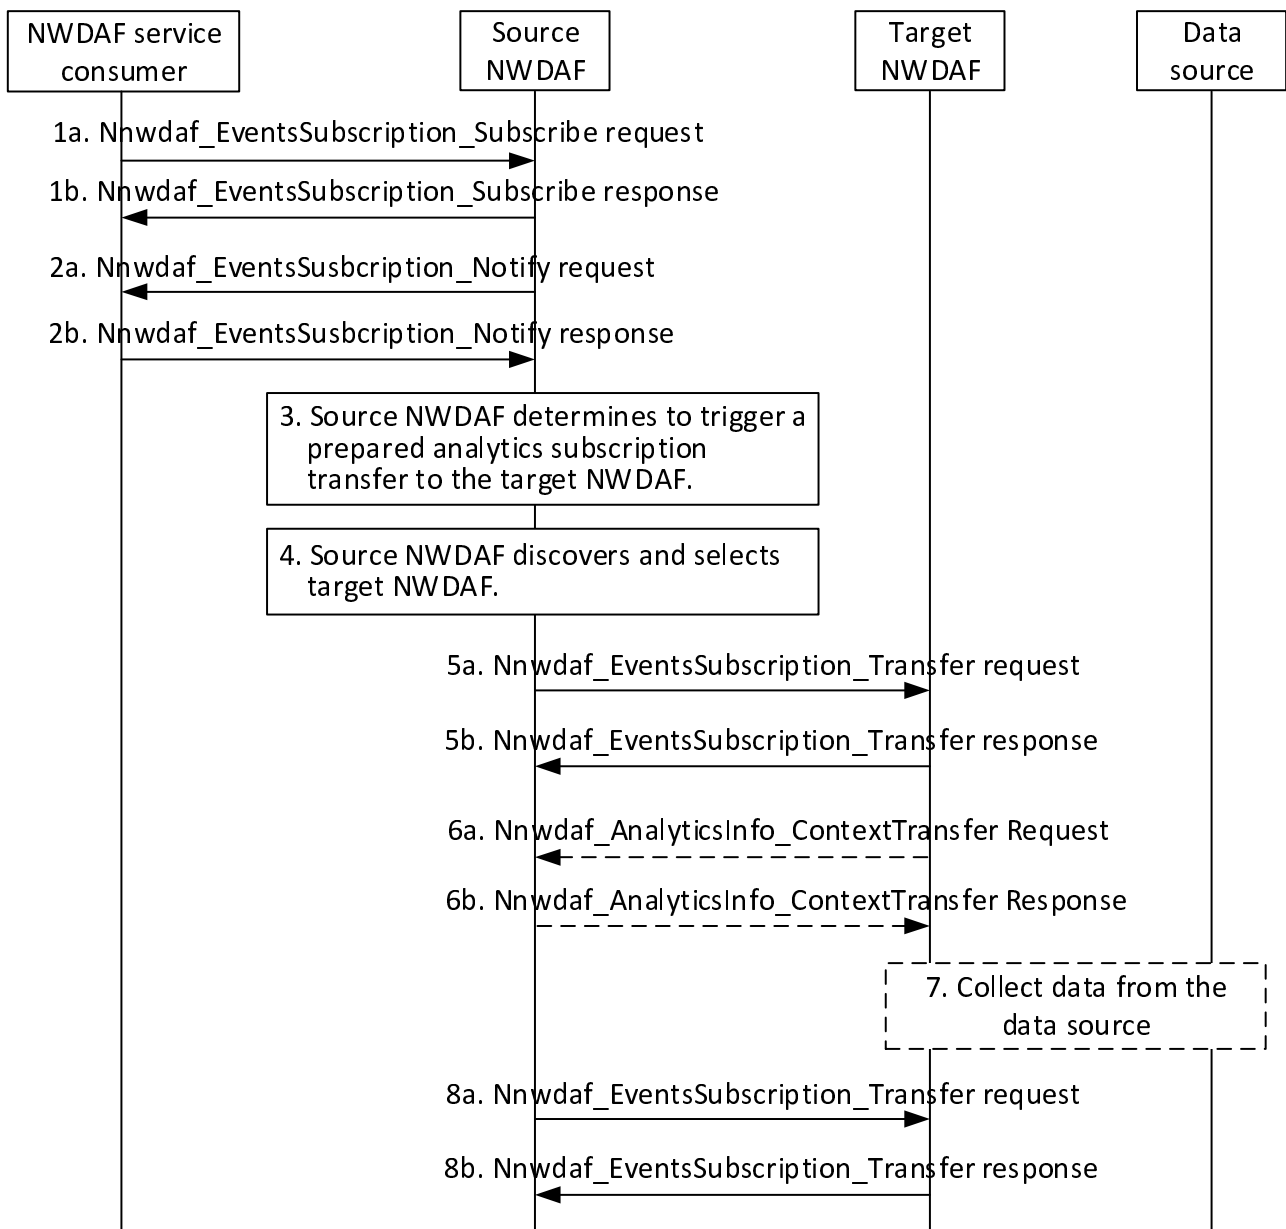 NWDAF service
consumer
Source
NWDAF
Target
NWDAF
Data
source
1a. Nnwdaf_EventsSubscription_Subscribe request
1b. Nnwdaf_EventsSubscription_Subscribe response
2a. Nnwdaf_EventsSusbcription_Notify request
2b. Nnwdaf_EventsSusbcription_Notify response
3. Source NWDAF determines to trigger a
prepared analytics subscription
transfer to the target NWDAF.
4. Source NWDAF discovers and selects
target NWDAF.
5a. Nnwdaf_EventsSubscription_Transfer request
5b. Nnwdaf_EventsSubscription_Transfer response
6a. Nnwdaf_AnalyticsInfo_ContextTransfer Request
6b. Nnwdaf_AnalyticsInfo_ContextTransfer Response
7. Collect data from the
data source
8a. Nnwdaf_EventsSubscription_Transfer request
8b. Nnwdaf_EventsSubscription_Transfer response